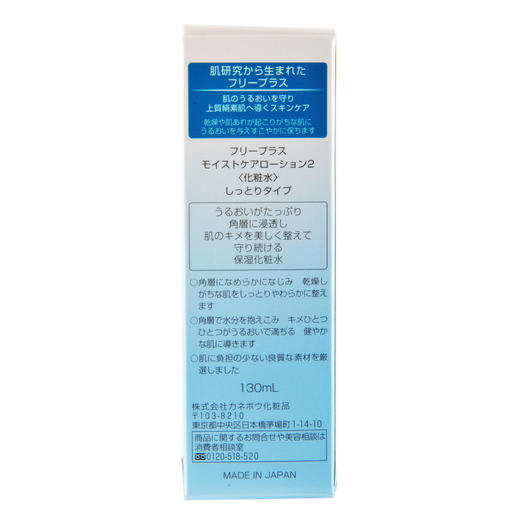 肌研究から生まれた
フリープラス
肌のうるおいを守り
上質絹素肌へ導くスキンケア
乾燥や肌あれが起こりがちな肌に
うるおいを与えすこやかに保ちます
フリープラス
モイストケアローション2
〈化粧水〉
しっとりタイプ
うるおいがたっぷり
角層に浸透し
肌のキメを美しく整えて
守り続ける
保湿化粧水
○角層になめらかになじみ　乾燥し
がちな肌をしっとりやわらかに整え
ます
○角層で水分を抱えこみ　キメひとつ
ひとつがうるおいで満ちる　健やか
な肌に導きます
○肌に負担の少ない良質な素材を厳
選しました
130mL
株式会社カネボウ化粧品
〒103-8210
東京都中央区日本橋茅場町1-14-10
商品に関するお問合せや美容相談は
消費者相談室
0120-518-520
MADE IN JAPAN